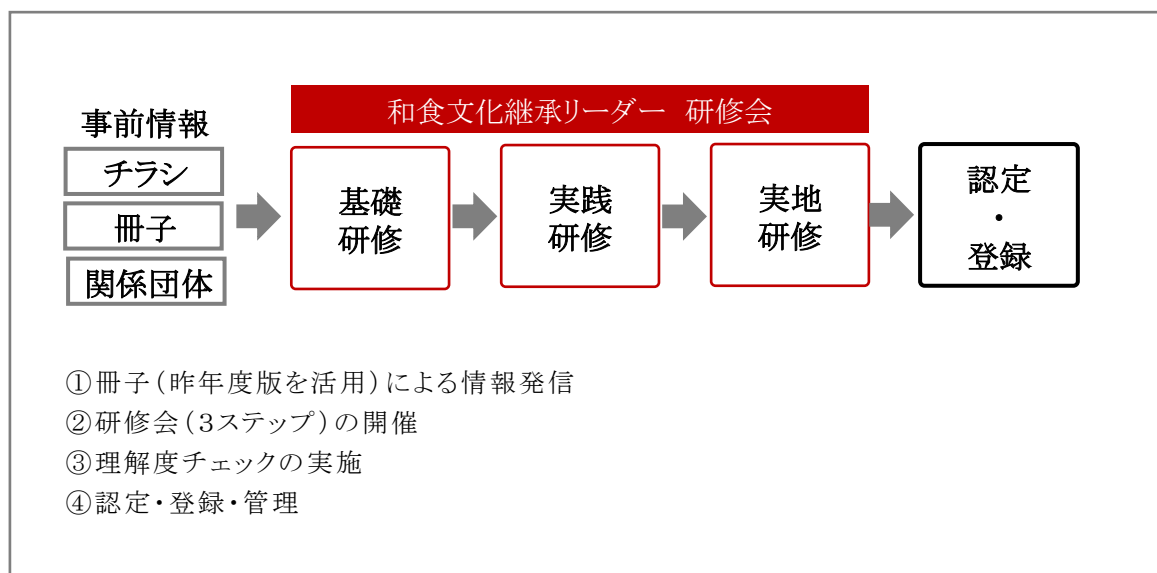 和食文化継承リーダー 研修会
事前情報
チラシ
冊子
関係団体
基礎
研修
実践
研修
実地
研修
認定
・
登録
①冊子(昨年度版を活用)による情報発信
②研修会(3ステップ)の開催
③理解度チェックの実施
④認定・登録・管理